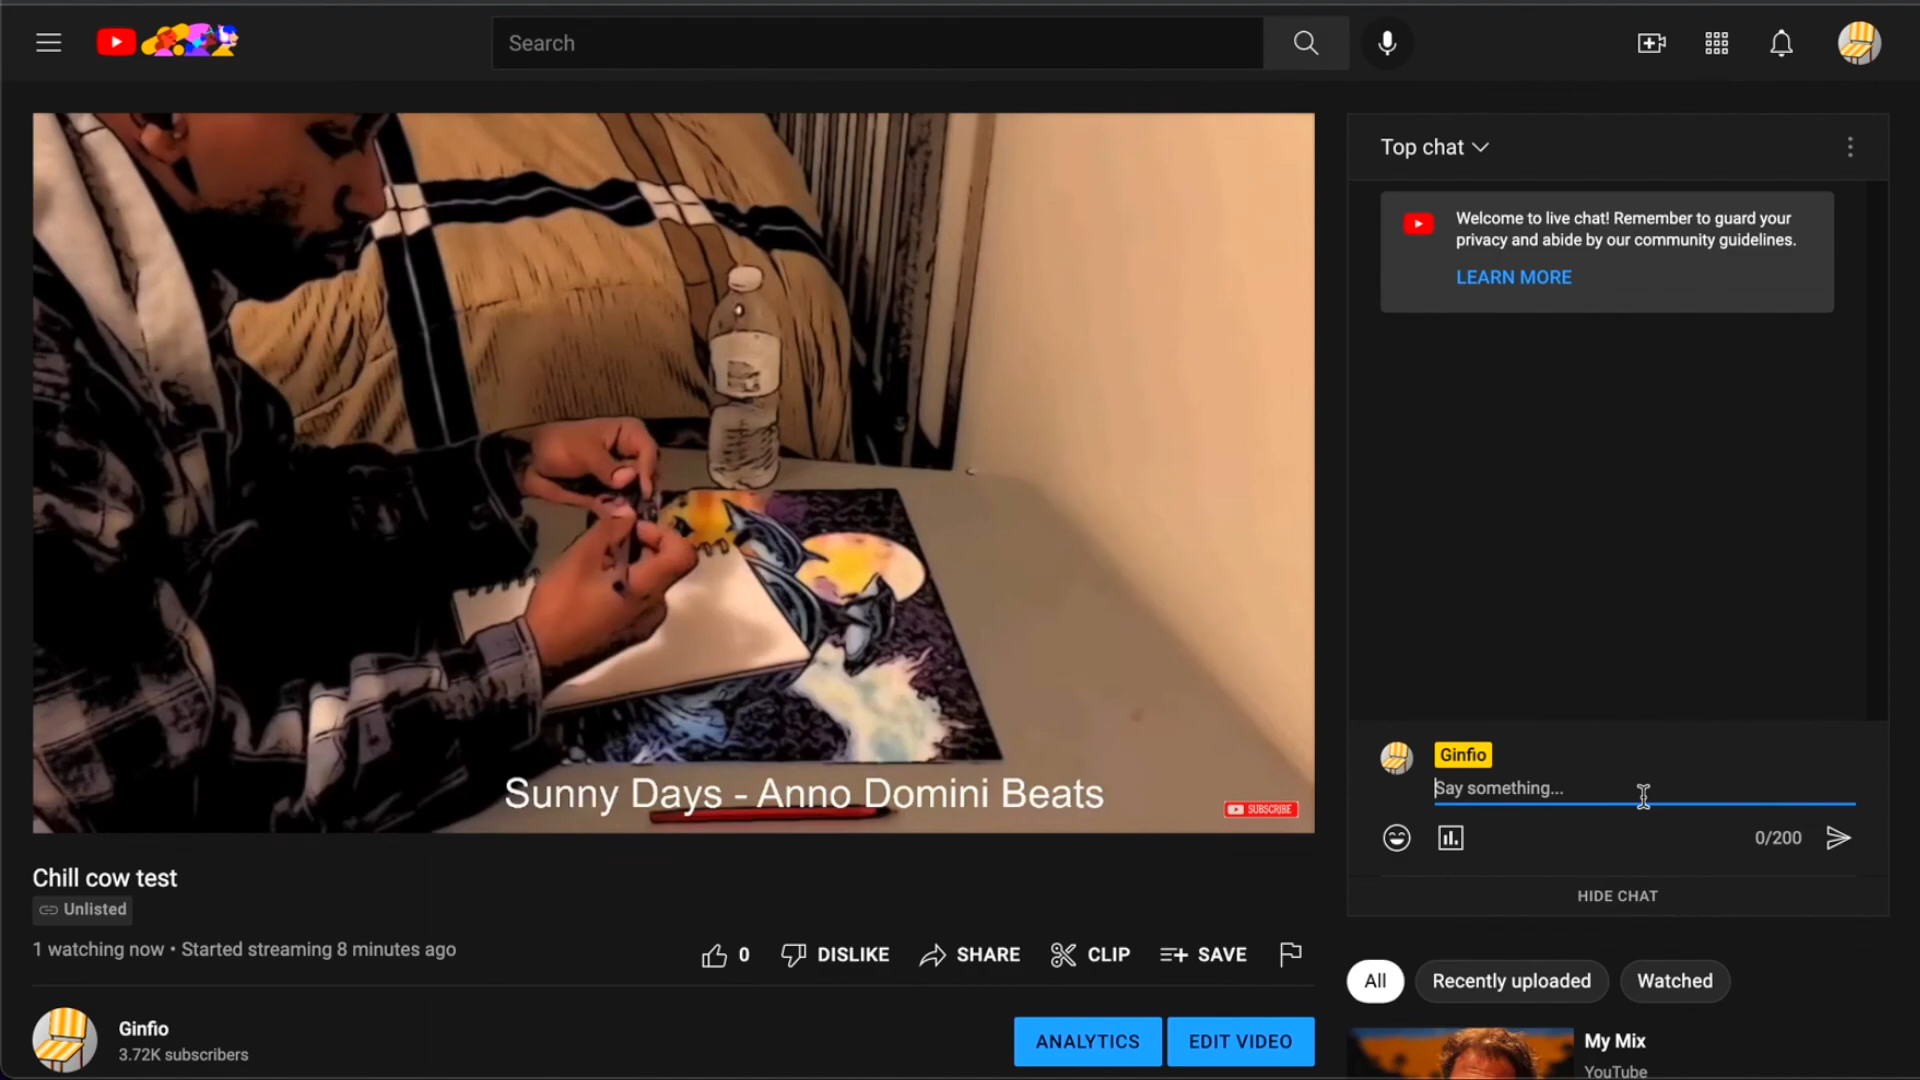 Search
Top chat
Welcome to live chat! Remember to guard your
privacy and abide by our community guidelines.
LEARN MORE
Sunny Days - Anno Domini Beats
SUBSCRIBE
Ginfio
Say something...
0/200
HIDE CHAT
Chill cow test
Unlisted
1 watching now • Started streaming 8 minutes ago
0
DISLIKE
SHARE
CLIP
SAVE
All
Recently uploaded
Watched
Ginfio
3.72K subscribers
ANALYTICS
EDIT VIDEO
My Mix
YouTube